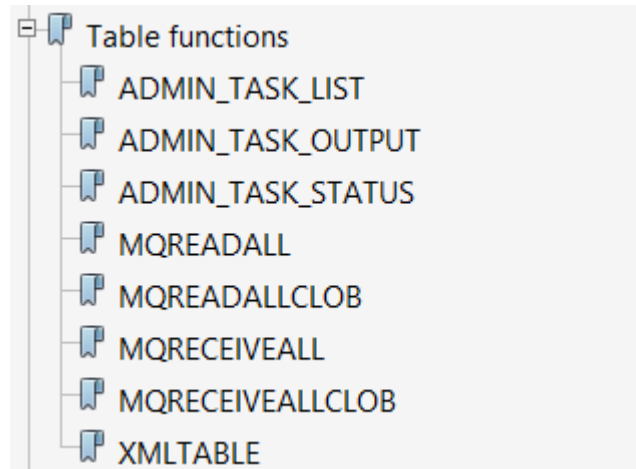 Table functions
ADMIN_TASK_LIST
ADMIN_TASK_OUTPUT
ADMIN_TASK_STATUS
MQREADALL
MQREADALLCLOB
MQRECEIVEALL
MQRECEIVEALLCLOB
XMLTABLE